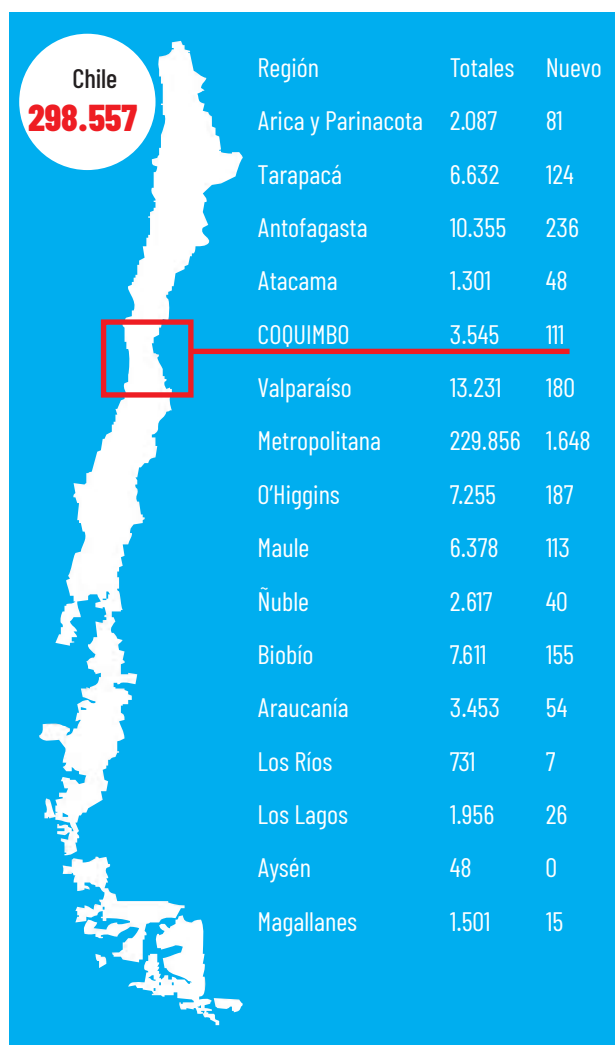 Chile
298.557
Región Totales Nuevo
Arica y Parinacota 2.087 81
Tarapacá 6.632 124
Antofagasta 10.355 236
Atacama 1.301 48
COQUIMBO 3.545 111
Valparaíso 13.231 180
Metropolitana 229.856 1.648
O'Higgins 7.255 187
Maule 6.378 113
Ñuble 2.617 40
Biobío 7.611 155
Araucanía 3.453 54
Los Ríos 731 7
Los Lagos 1.956 26
Aysén 48 0
Magallanes 1.501 15